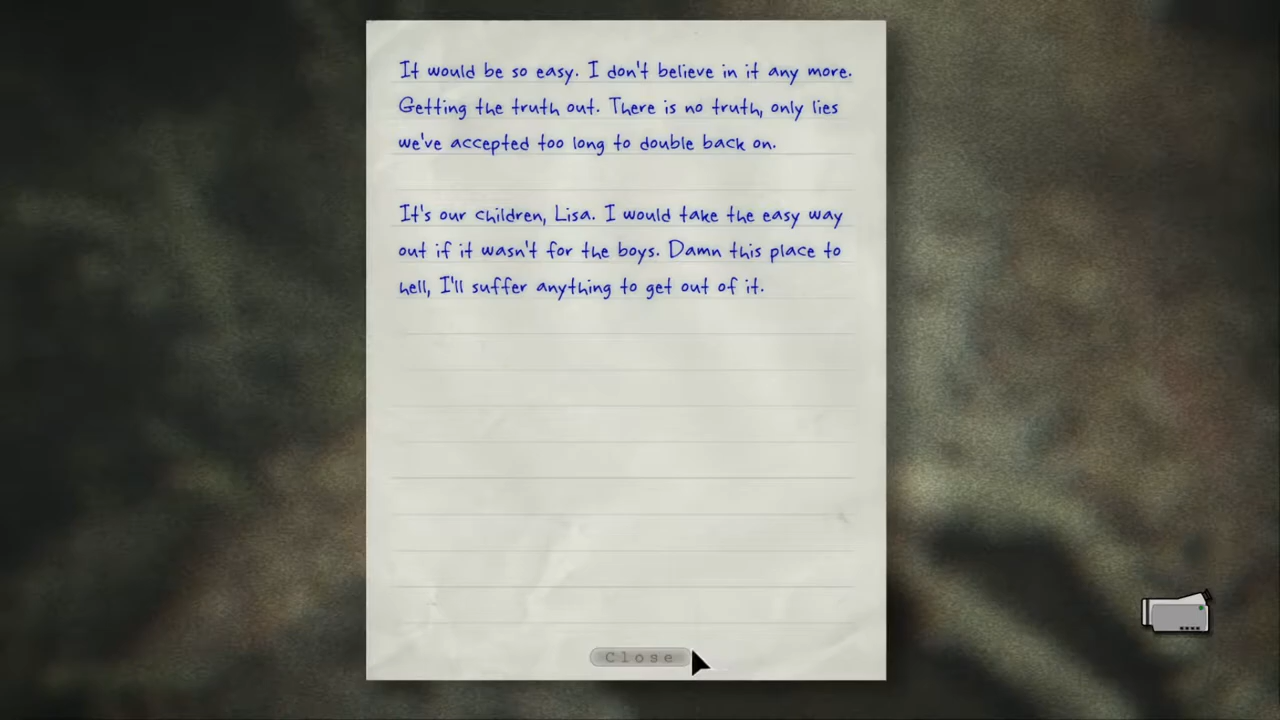 It would be so easy. I don't believe in it any more.
Getting the truth out. There is no truth, only lies
we've accepted too long to double back on.
It's our children, Lisa. I would take the easy way
out if it wasn't for the boys. Damn this place to
hell, I'll suffer anything to get out of it.
Close